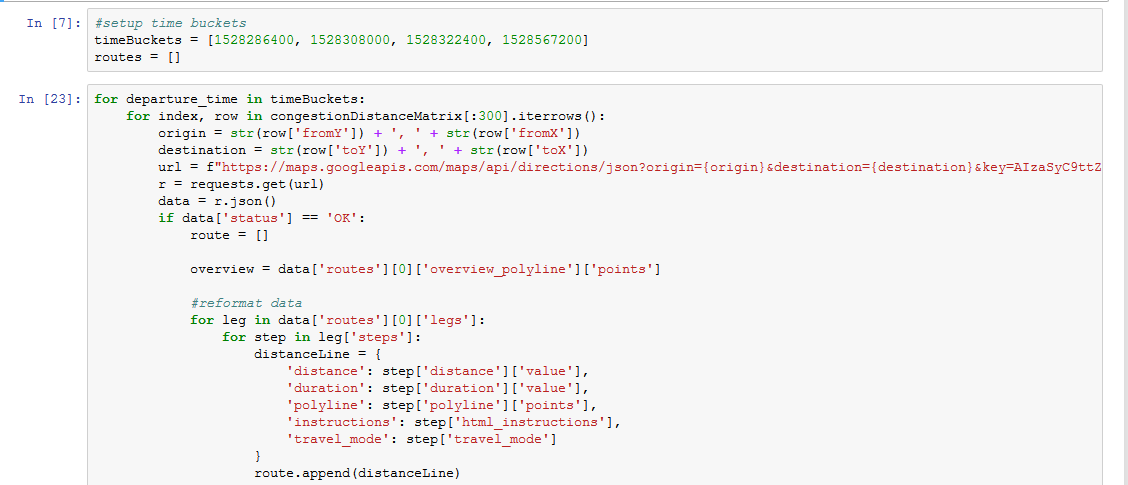 In [7]: #setup time buckets
timeBuckets = [1528286400, 1528308000, 1528322400, 1528567200]
routes = []
In [23]: for departure_time in timeBuckets:
for index, row in congestionDistanceMatrix[:300].iterrows():
origin = str(row['fromY']) + ', ' + str(row['fromX'])
destination = str(row['toY']) + ', ' + str(row['toX'])
url = f"https://maps.googleapis.com/maps/api/directions/json?origin={origin}&destination={destination}&key=AIzaSyC9ttZ
r = requests.get(url)
data = r.json()
if data['status'] == 'OK':
route = []
overview = data['routes'][0]['overview_polyline']['points']
#reformat data
for leg in data['routes'][0]['legs']:
for step in leg['steps']:
distanceLine = {
'distance': step['distance']['value'],
'duration': step['duration']['value'],
'polyline': step['polyline']['points'],
'instructions': step['html_instructions'],
'travel_mode': step['travel_mode']
}
route.append(distanceLine)